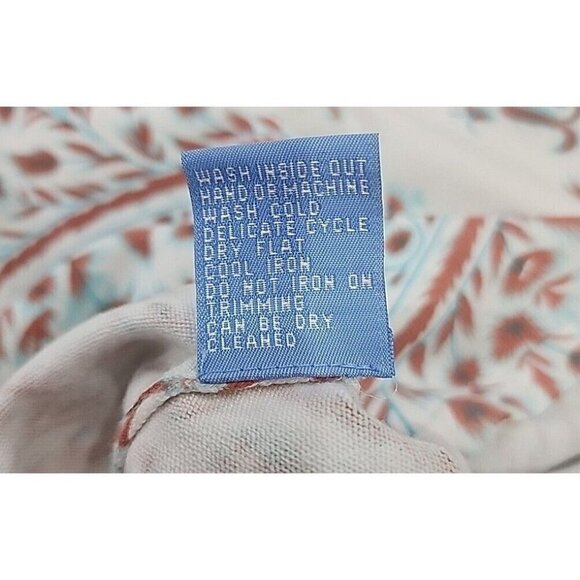 WASH INSIDE OUT
HAND OR MACHINE
WASH COLD
DELICATE CYCLE
DRY FLAT
COOL IRON
DO NOT IRON ON
TRIMMING
CAN BE DRY
CLEANED